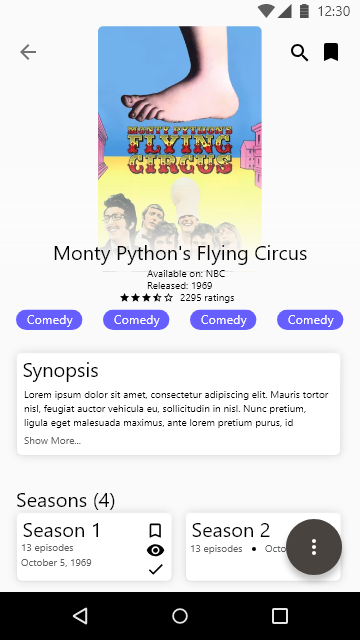 12:30
MONTY PYTHON'S
FLYING
CIRCUS
Monty Python's Flying Circus
Available on: NBC
Released: 1969
2295 ratings
Comedy Comedy Comedy Comedy
Synopsis
Lorem ipsum dolor sit amet, consectetur adipiscing elit. Mauris tortor
nisl, feugiat auctor vehicula eu, sollicitudin in nisl. Nunc pretium,
ligula eget malesuada maximus, ante lorem pretium purus, id
Show More...
Seasons (4)
Season 1
13 episodes
October 5, 1969
Season 2
13 episodes • Octo